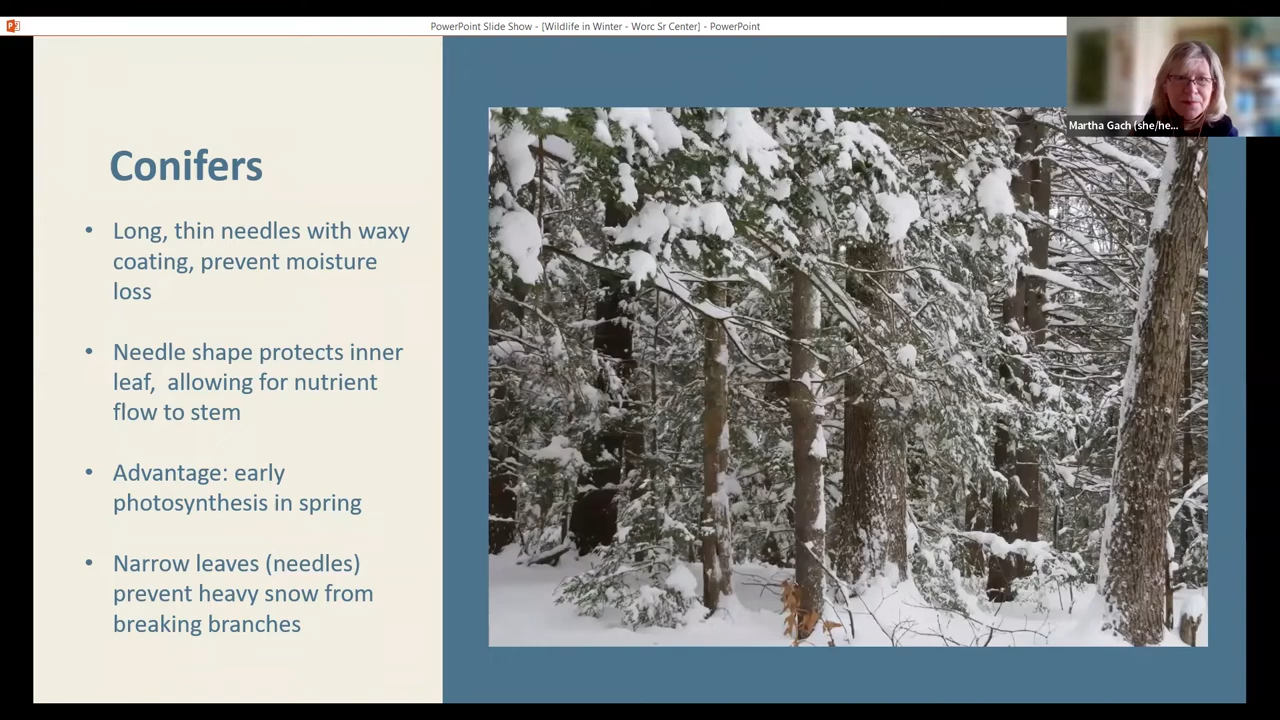 PowerPoint Slide Show - [Wildlife in Winter - Worc Sr Center] - PowerPoint
Martha Gach (she/he...
Conifers
• Long, thin needles with waxy
coating, prevent moisture
loss
• Needle shape protects inner
leaf, allowing for nutrient
flow to stem
• Advantage: early
photosynthesis in spring
• Narrow leaves (needles)
prevent heavy snow from
breaking branches